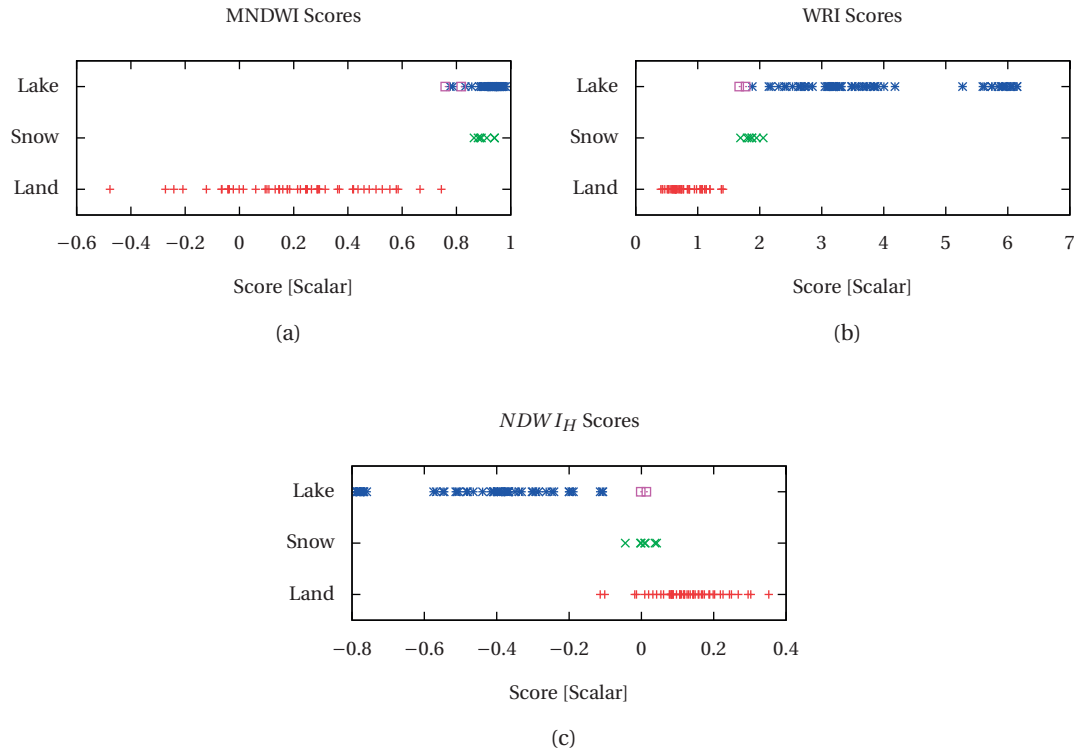 MNDWI Scores
Lake
Snow
Land
−0.6 −0.4 −0.2 0 0.2 0.4 0.6 0.8 1
Score [Scalar]
(a)
WRI Scores
Lake
Snow
Land
0 1 2 3 4 5 6 7
Score [Scalar]
(b)
NDWI_H Scores
Lake
Snow
Land
−0.8 −0.6 −0.4 −0.2 0 0.2 0.4
Score [Scalar]
(c)